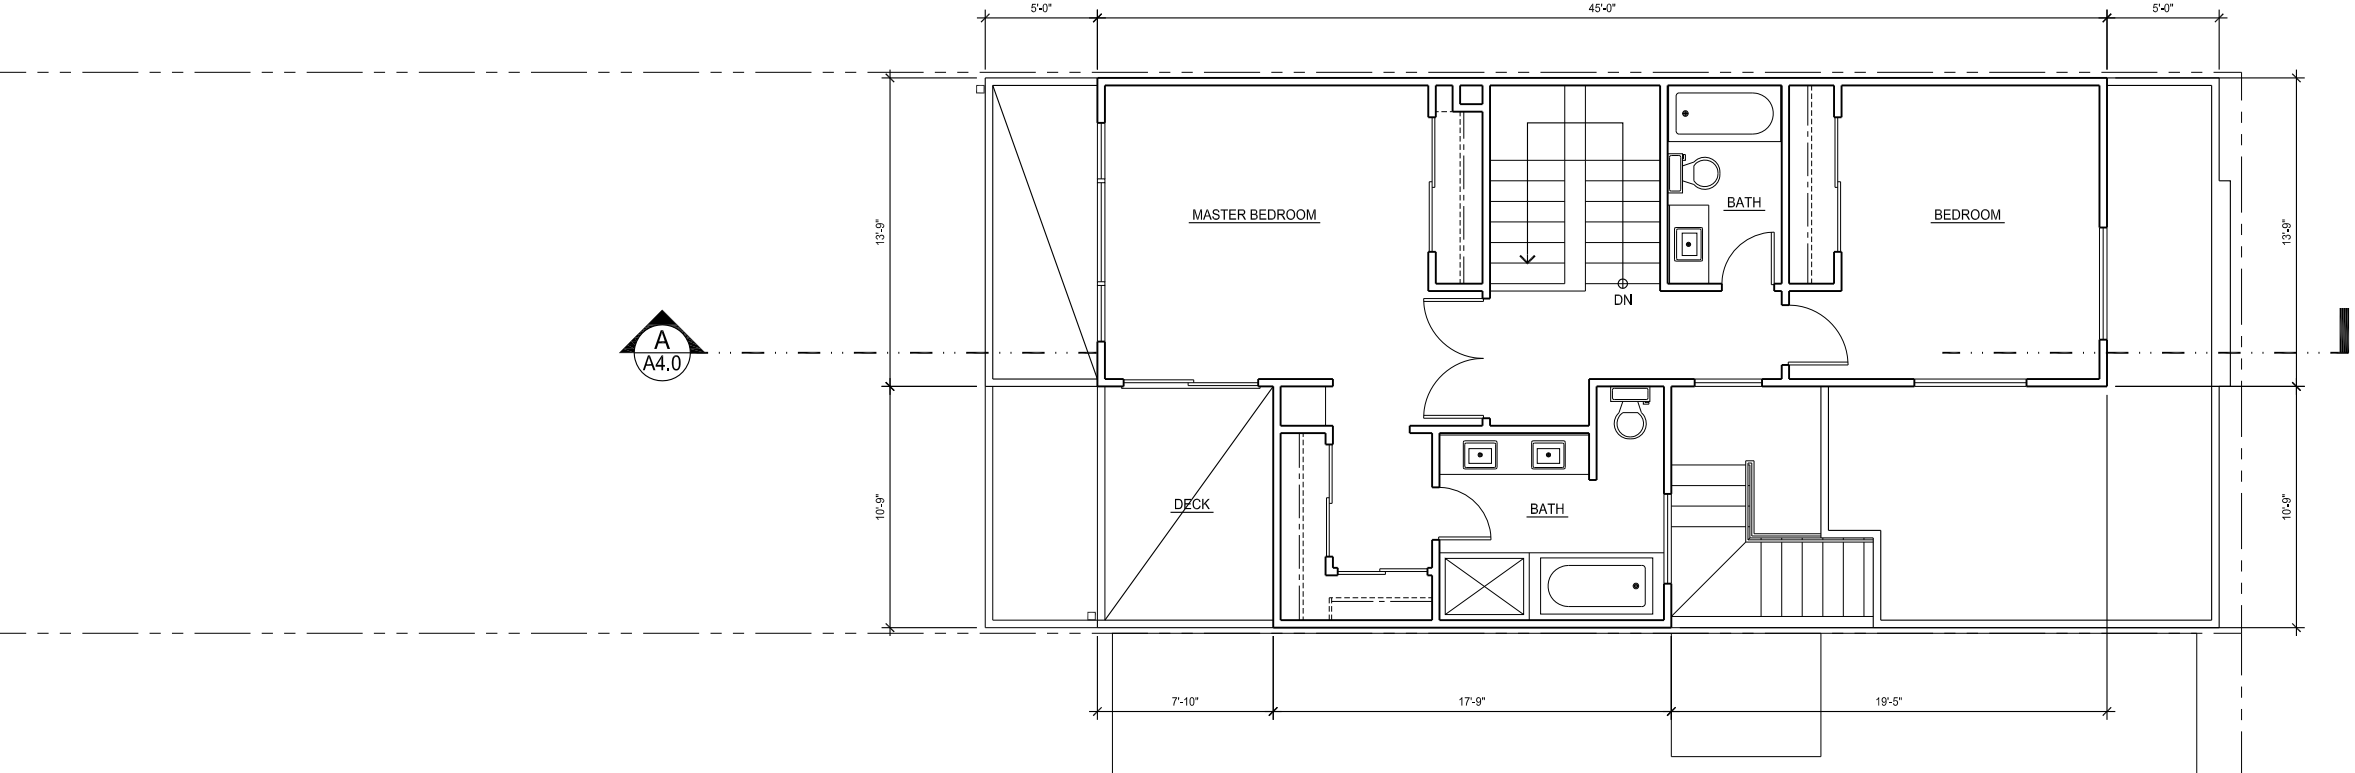 5'-0"
45'-0"
5'-0"
MASTER BEDROOM
BATH
BEDROOM
13'-9"
13'-9"
DN
A
A4.0
DECK
BATH
10'-9"
10'-9"
7'-10"
17'-9"
19'-5"